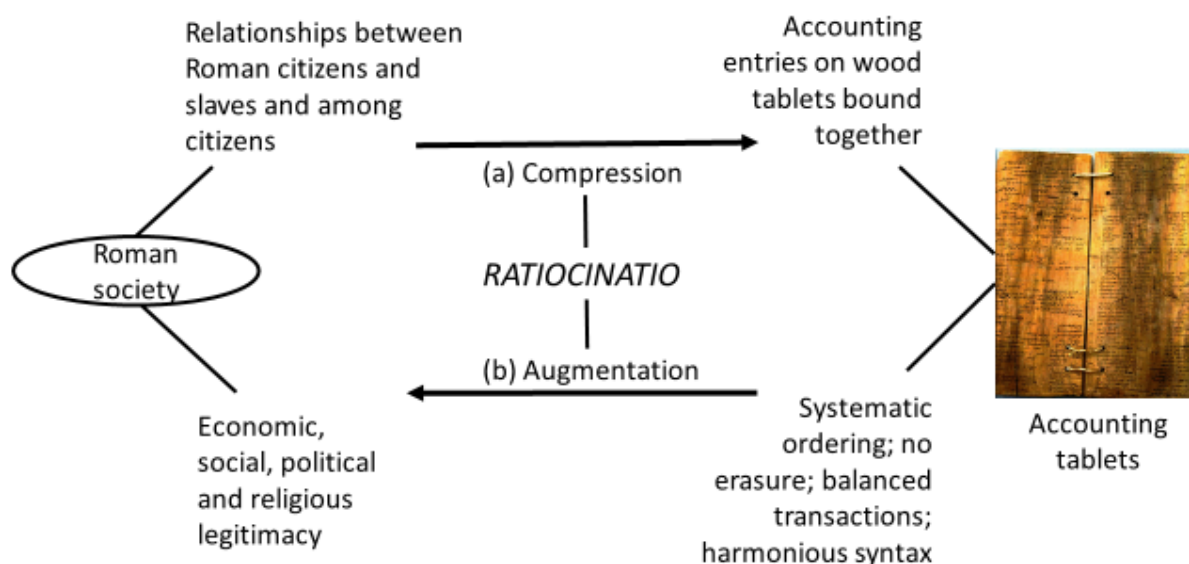 Relationships between
Roman citizens and
slaves and among
citizens
Accounting
entries on wood
tablets bound
together
(a) Compression
Roman
society
RATIOCINATIO
(b) Augmentation
Economic,
social, political
and religious
legitimacy
Systematic
ordering; no
erasure; balanced
transactions;
harmonious syntax
Accounting
tablets